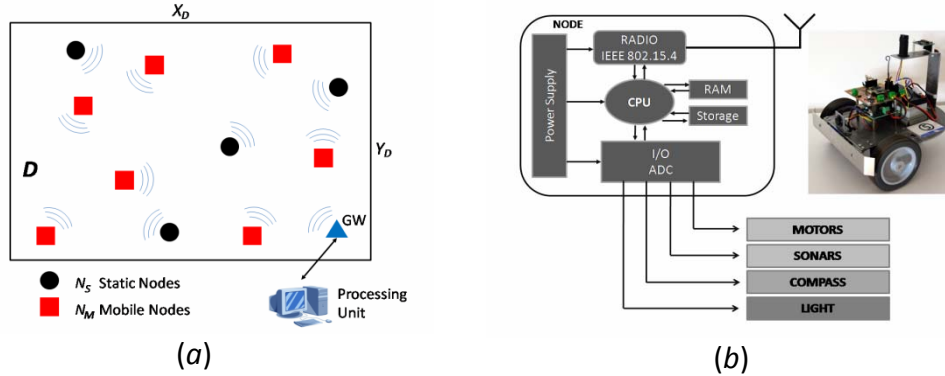 X_D
D
Y_D
GW
N_S Static Nodes
N_M Mobile Nodes
Processing
Unit
(a)
NODE
Power Supply
RADIO
IEEE 802.15.4
CPU
RAM
Storage
I/O
ADC
MOTORS
SONARS
COMPASS
LIGHT
(b)